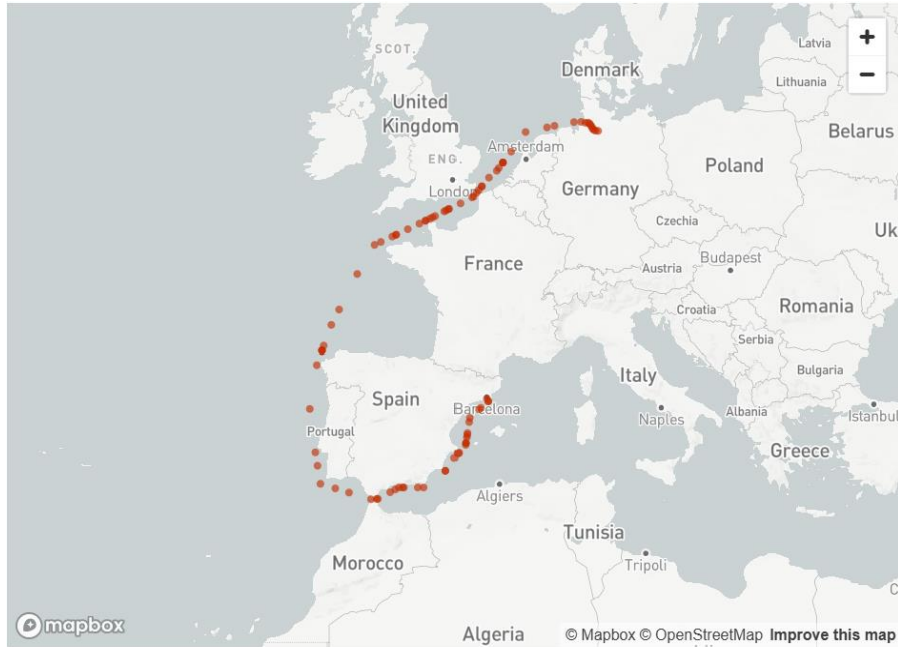 SCOT.
Latvia
Denmark
Lithuania
United
Kingdom
Belarus
Amsterdam
ENG.
Poland
London
Germany
Czechia
Uk
France
Austria
Budapest
Romania
Croatia
Serbia
Italy
Bulgaria
Spain
Barcelona
Albania
Istanbul
Naples
Portugal
Greece
Algiers
Tunisia
Morocco
Tripoli
Algeria
mapbox
© Mapbox © OpenStreetMap Improve this map